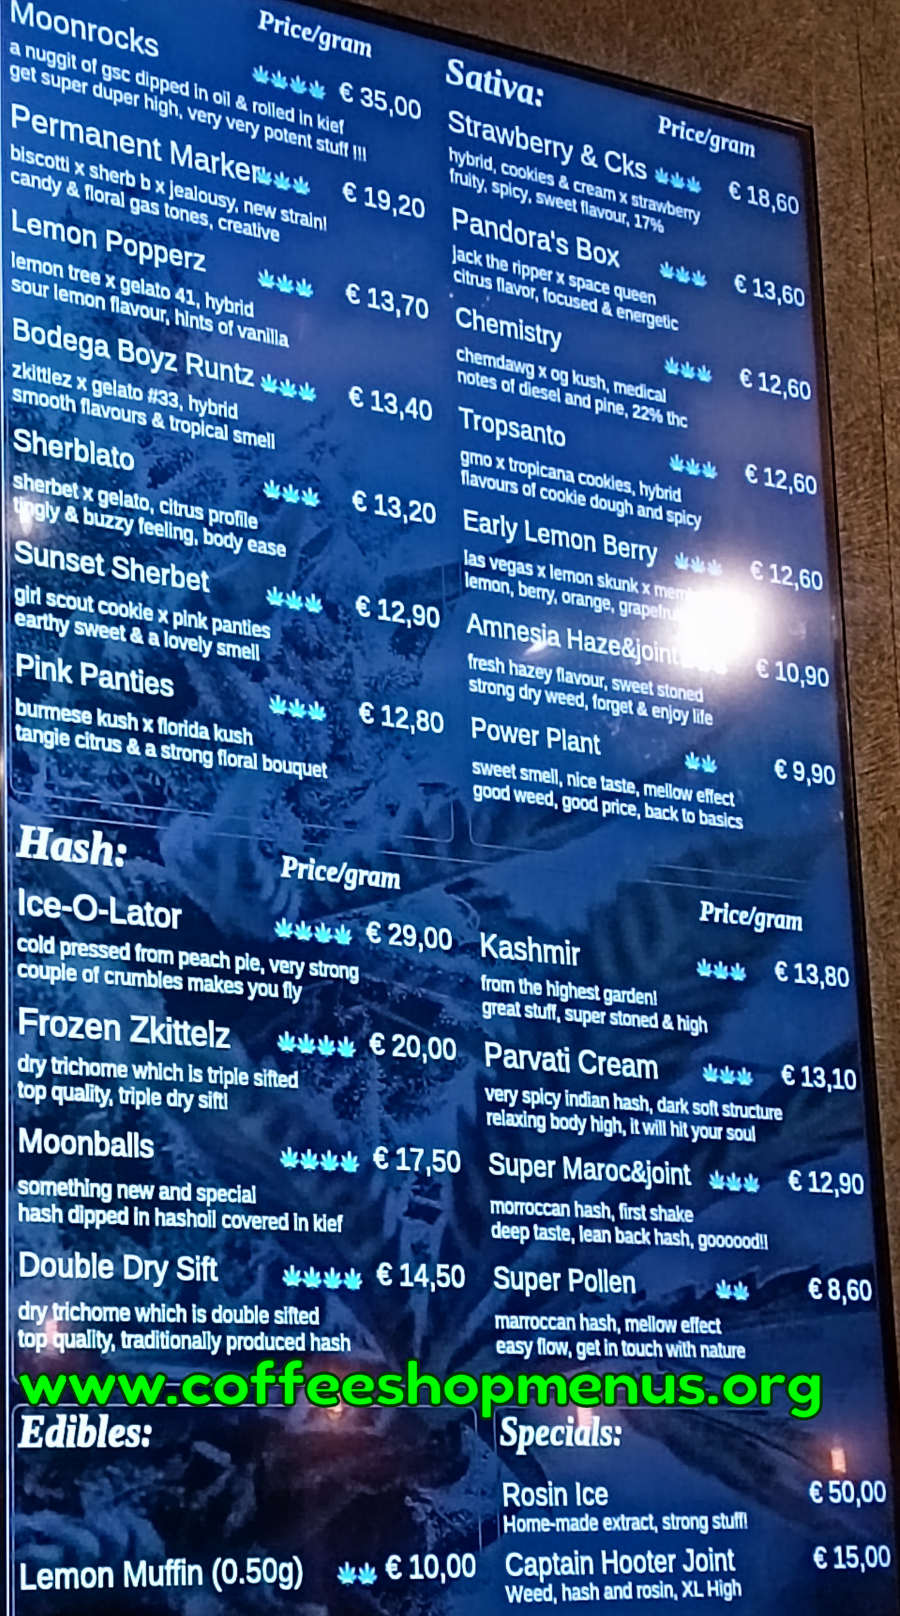 Price/gram
Moonrocks
€ 35,00
a nuggit of gsc dipped in oil & rolled in kief
get super duper high, very very potent stuff !!!
Permanent Marker
€ 19,20
biscotti x sherb b x jealousy, new strain!
candy & floral gas tones, creative
Lemon Popperz
€ 13,70
lemon tree x gelato 41, hybrid
sour lemon flavour, hints of vanilla
Bodega Boyz Runtz
€ 13,40
zkittlez x gelato #33, hybrid
smooth flavours & tropical smell
Sherblato
€ 13,20
sherbet x gelato, citrus profile
tingly & buzzy feeling, body ease
Sunset Sherbet
€ 12,90
girl scout cookie x pink panties
earthy sweet & a lovely smell
Pink Panties
€ 12,80
burmese kush x florida kush
tangie citrus & a strong floral bouquet
Sativa:
Price/gram
Strawberry & Cks
€ 18,60
hybrid, cookies & cream x strawberry
fruity, spicy, sweet flavour, 17%
Pandora's Box
€ 13,60
jack the ripper x space queen
citrus flavor, focused & energetic
Chemistry
€ 12,60
chemdawg x og kush, medical
notes of diesel and pine, 22% thc
Tropsanto
€ 12,60
gmo x tropicana cookies, hybrid
flavours of cookie dough and spicy
Early Lemon Berry
€ 12,60
las vegas x lemon skunk x
lemon, berry, orange,
Amnesia Haze&joint
€ 10,90
fresh hazey flavour, sweet stoned
strong dry weed, forget & enjoy life
Power Plant
€ 9,90
sweet smell, nice taste, mellow effect
good weed, good price, back to basics
Hash:
Price/gram
Ice-O-Lator
€ 29,00
cold pressed from peach pie, very strong
couple of crumbles makes you fly
Frozen Zkittelz
€ 20,00
dry trichome which is triple sifted
top quality, triple dry sift!
Moonballs
€ 17,50
something new and special
hash dipped in hashoil covered in kief
Double Dry Sift
€ 14,50
dry trichome which is double sifted
top quality, traditionally produced hash
Price/gram
Kashmir
€ 13,80
from the highest garden!
great stuff, super stoned & high
Parvati Cream
€ 13,10
very spicy indian hash, dark soft structure
relaxing body high, it will hit your soul
Super Maroc&joint
€ 12,90
morroccan hash, first shake
deep taste, lean back hash, goooood!!
Super Pollen
€ 8,60
marroccan hash, mellow effect
easy flow, get in touch with nature
www.coffeeshopmenus.org
Edibles:
Lemon Muffin (0.50g)
€ 10,00
Specials:
Rosin Ice
€ 50,00
Home-made extract, strong stuff!
Captain Hooter Joint
€ 15,00
Weed, hash and rosin, XL High